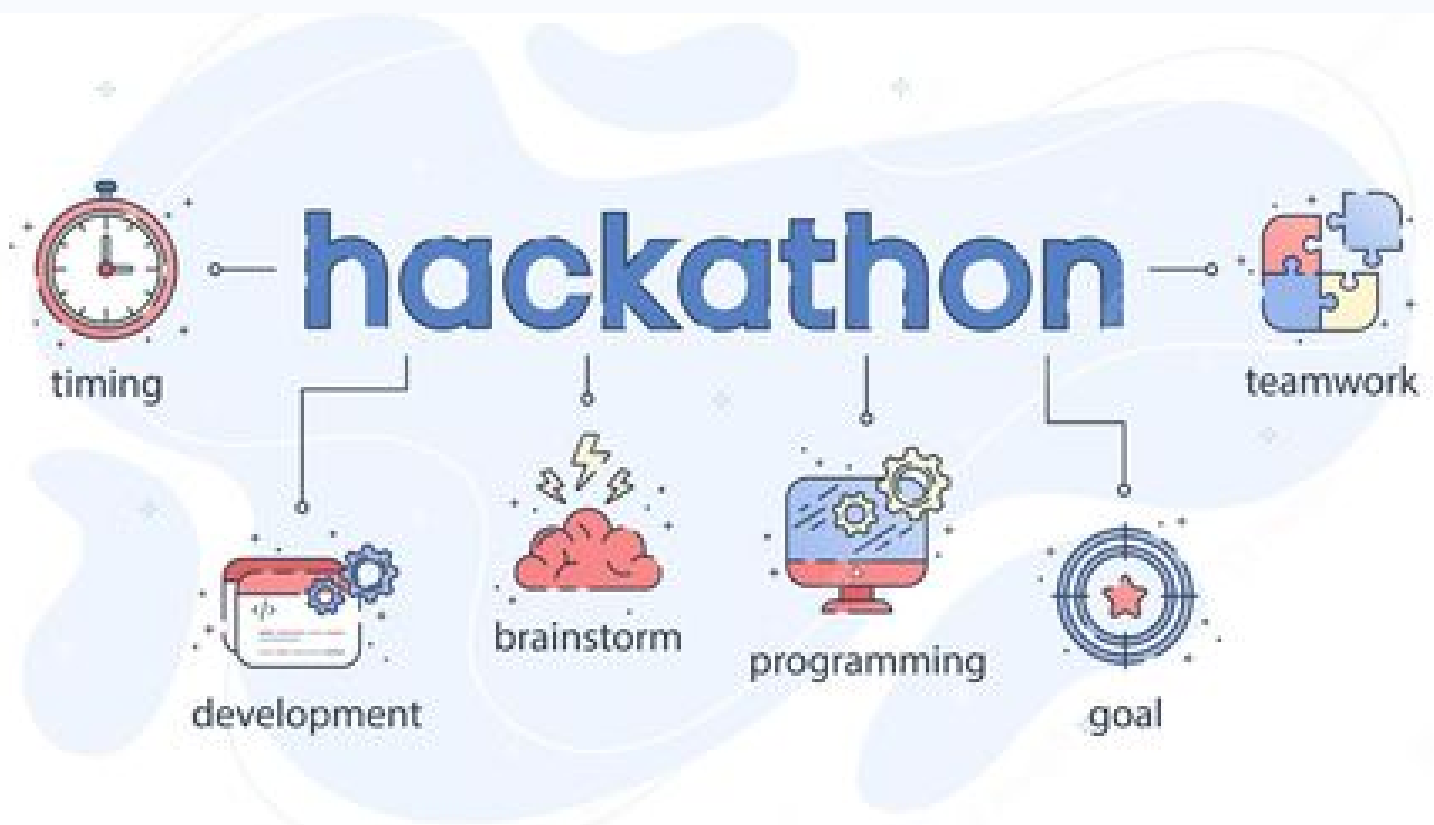 hackathon
timing
teamwork
brainstorm
programming
development
goal